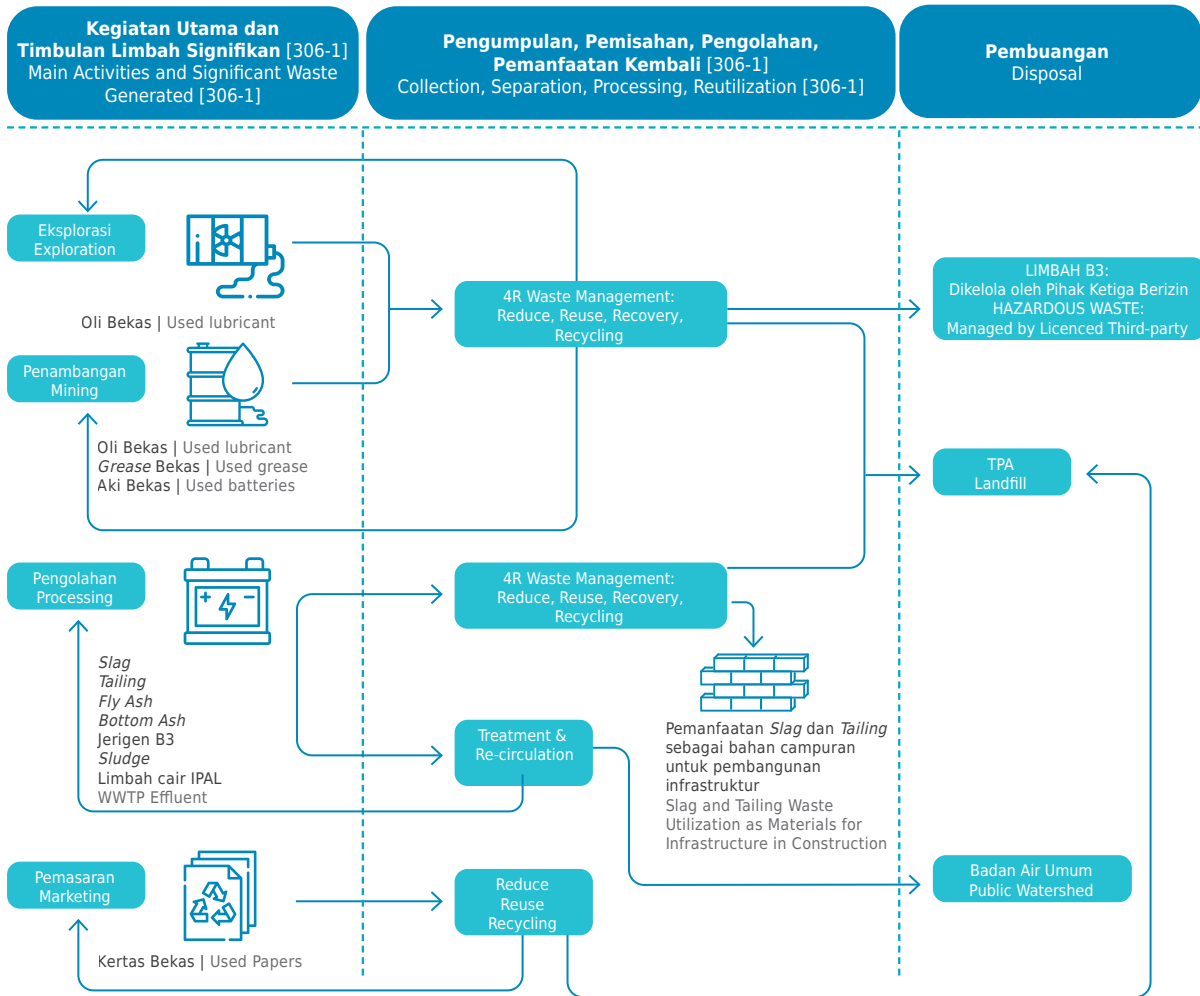 Kegiatan Utama dan
Timbulan Limbah Signifikan [306-1]
Main Activities and Significant Waste
Generated [306-1]
Pengumpulan, Pemisahan, Pengolahan,
Pemanfaatan Kembali [306-1]
Collection, Separation, Processing, Reutilization [306-1]
Pembuangan
Disposal
Eksplorasi
Exploration
Oli Bekas | Used lubricant
Penambangan
Mining
Oli Bekas | Used lubricant
Grease Bekas | Used grease
Aki Bekas | Used batteries
4R Waste Management:
Reduce, Reuse, Recovery,
Recycling
LIMBAH B3:
Dikelola oleh Pihak Ketiga Berizin
HAZARDOUS WASTE:
Managed by Licenced Third-party
TPA
Landfill
Pengolahan
Processing
Slag
Tailing
Fly Ash
Bottom Ash
Jerigen B3
Sludge
Limbah cair IPAL
WWTP Effluent
4R Waste Management:
Reduce, Reuse, Recovery,
Recycling
Treatment &
Re-circulation
Pemanfaatan Slag dan Tailing
sebagai bahan campuran
untuk pembangunan
infrastruktur
Slag and Tailing Waste
Utilization as Materials for
Infrastructure in Construction
Pemasaran
Marketing
Kertas Bekas | Used Papers
Reduce
Reuse
Recycling
Badan Air Umum
Public Watershed